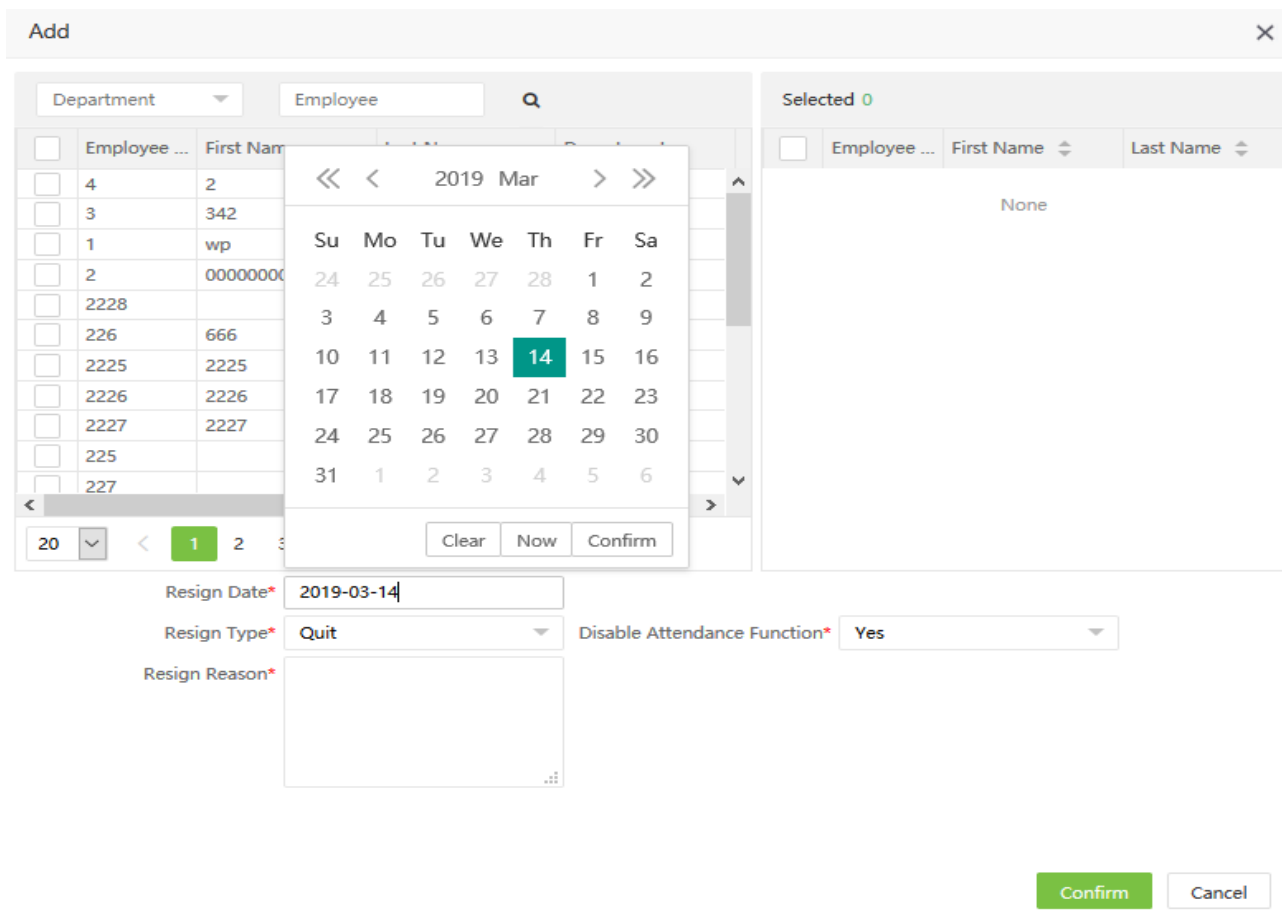 Add
Department
Employee
Selected 0
Employee ... First Nam
Employee ... First Name Last Name
4 2
3 342
1 wp
2 00000000
2228
226 666
2225 2225
2226 2226
2227 2227
225
227
None
2019 Mar
Su Mo Tu We Th Fr Sa
24 25 26 27 28 1 2
3 4 5 6 7 8 9
10 11 12 13 14 15 16
17 18 19 20 21 22 23
24 25 26 27 28 29 30
31 1 2 3 4 5 6
Clear Now Confirm
20 < 1 2
Resign Date* 2019-03-14
Resign Type* Quit Disable Attendance Function* Yes
Resign Reason*
Confirm Cancel